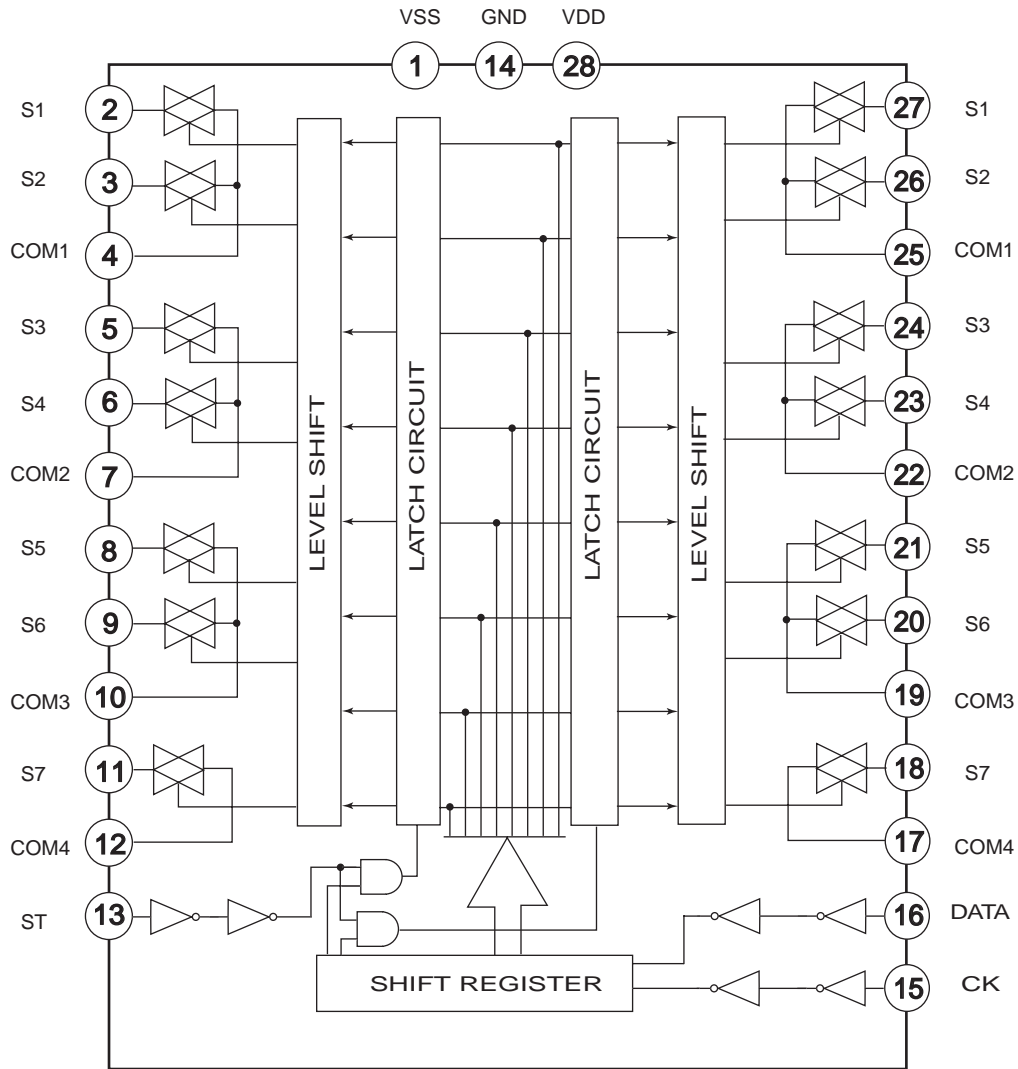 VSS GND VDD
1 14 28
S1 2 27 S1
S2 3 26 S2
COM1 4 25 COM1
S3 5 24 S3
S4 6 23 S4
COM2 7 22 COM2
S5 8 21 S5
S6 9 20 S6
COM3 10 19 COM3
S7 11 18 S7
COM4 12 17 COM4
LEVEL SHIFT
LATCH CIRCUIT
LATCH CIRCUIT
LEVEL SHIFT
ST 13 16 DATA
SHIFT REGISTER
15 CK